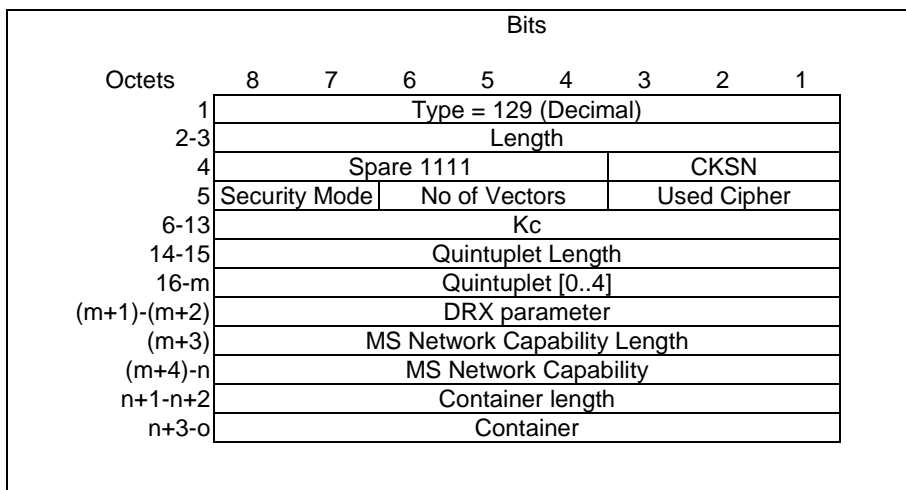 Bits
Octets 8 7 6 5 4 3 2 1
1 Type = 129 (Decimal)
2-3 Length
4 Spare 1111 CKSN
5 Security Mode No of Vectors Used Cipher
6-13 Kc
14-15 Quintuplet Length
16-m Quintuplet [0..4]
(m+1)-(m+2) DRX parameter
(m+3) MS Network Capability Length
(m+4)-n MS Network Capability
n+1-n+2 Container length
n+3-o Container